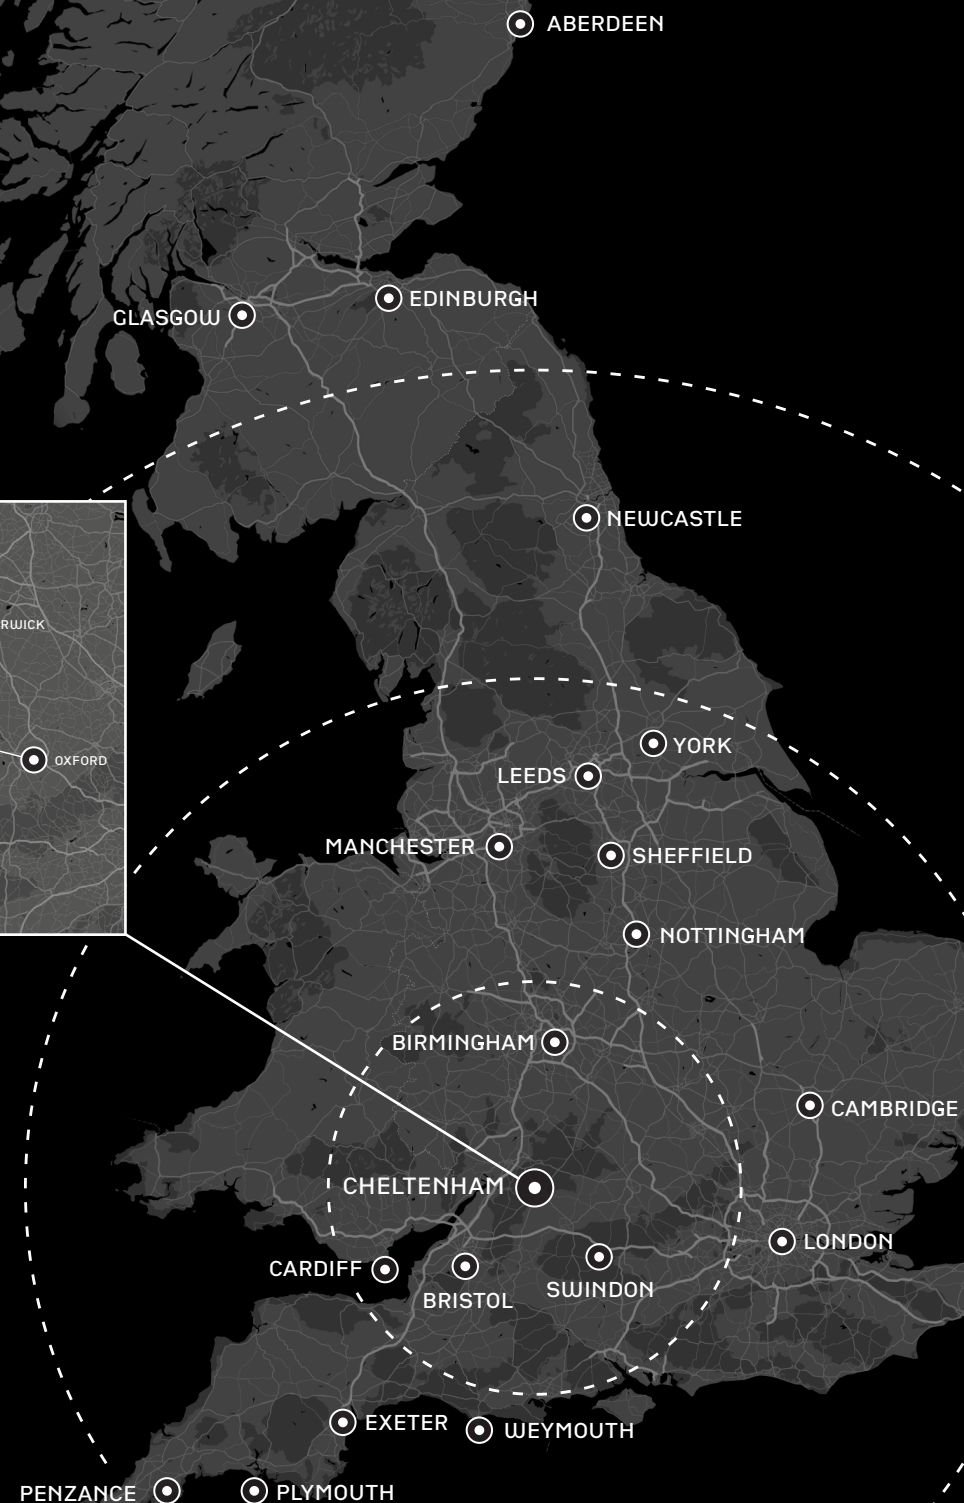 ABERDEEN
EDINBURGH
GLASGOW
NEWCASTLE
RWICK
OXFORD
YORK
LEEDS
MANCHESTER
SHEFFIELD
NOTTINGHAM
BIRMINGHAM
CAMBRIDGE
CHELTENHAM
LONDON
CARDIFF
BRISTOL
SWINDON
EXETER
WEYMOUTH
PENZANCE
PLYMOUTH